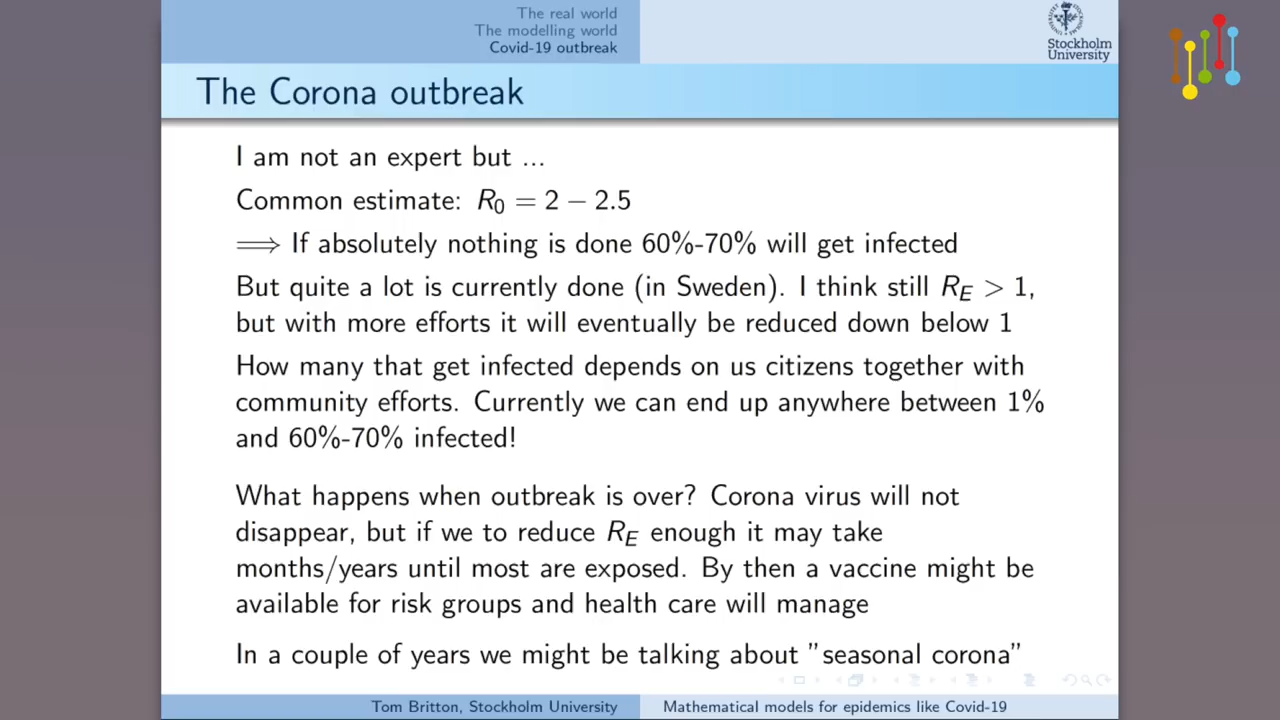 The real world
The modelling world
Covid-19 outbreak
Stockholm
University
The Corona outbreak
I am not an expert but ...
Common estimate: R₀ = 2 − 2.5
⟹ If absolutely nothing is done 60%-70% will get infected
But quite a lot is currently done (in Sweden). I think still R_E > 1,
but with more efforts it will eventually be reduced down below 1
How many that get infected depends on us citizens together with
community efforts. Currently we can end up anywhere between 1%
and 60%-70% infected!
What happens when outbreak is over? Corona virus will not
disappear, but if we to reduce R_E enough it may take
months/years until most are exposed. By then a vaccine might be
available for risk groups and health care will manage
In a couple of years we might be talking about ”seasonal corona”
Tom Britton, Stockholm University
Mathematical models for epidemics like Covid-19